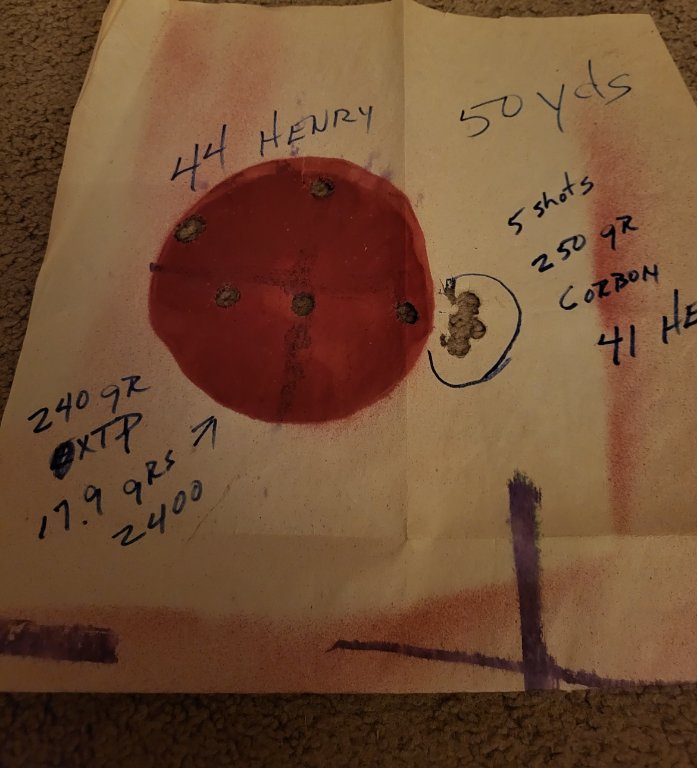 44 HENRY
50 yds
5 shots
250 gR
CORBON
41 HE
240 gR
XTP
17.9 gRs
2400